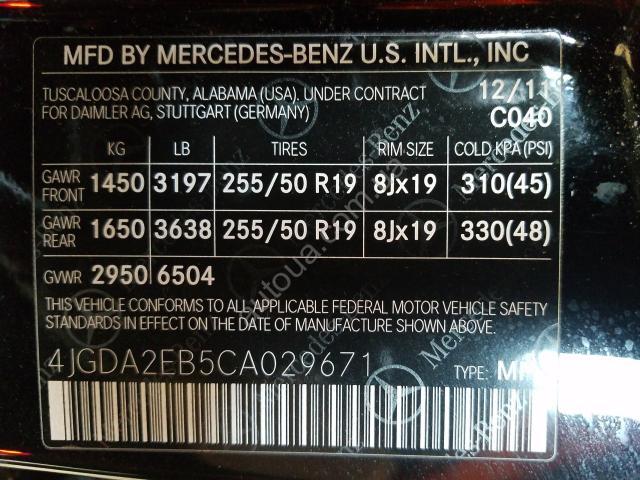 MFD BY MERCEDES-BENZ U.S. INTL., INC
TUSCALOOSA COUNTY, ALABAMA (USA). UNDER CONTRACT 12/11
FOR DAIMLER AG, STUTTGART (GERMANY) C040
KG LB TIRES RIM SIZE COLD KPA (PSI)
GAWR FRONT 1450 3197 255/50 R19 8Jx19 310(45)
GAWR REAR 1650 3638 255/50 R19 8Jx19 330(48)
GVWR 2950 6504
THIS VEHICLE CONFORMS TO ALL APPLICABLE FEDERAL MOTOR VEHICLE SAFETY
STANDARDS IN EFFECT ON THE DATE OF MANUFACTURE SHOWN ABOVE.
4JGDA2EB5CA029671 TYPE: